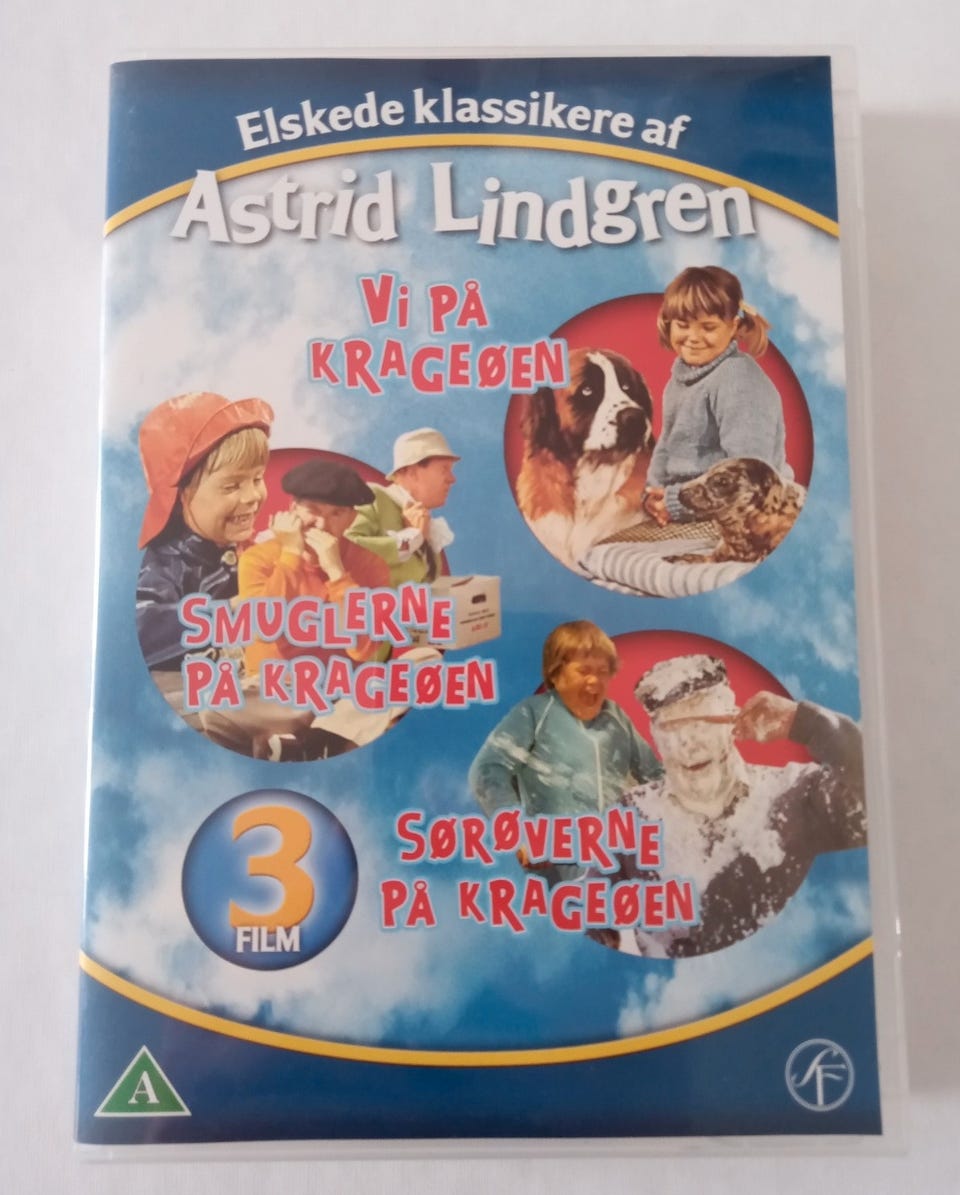 Elskede klassikere af
Astrid Lindgren
Vi PÅ
KRAGEØEN
SMUGLERNE
PÅ KRAGEØEN
SØRØVERNE
PÅ KRAGEØEN
3
FILM
A
SF